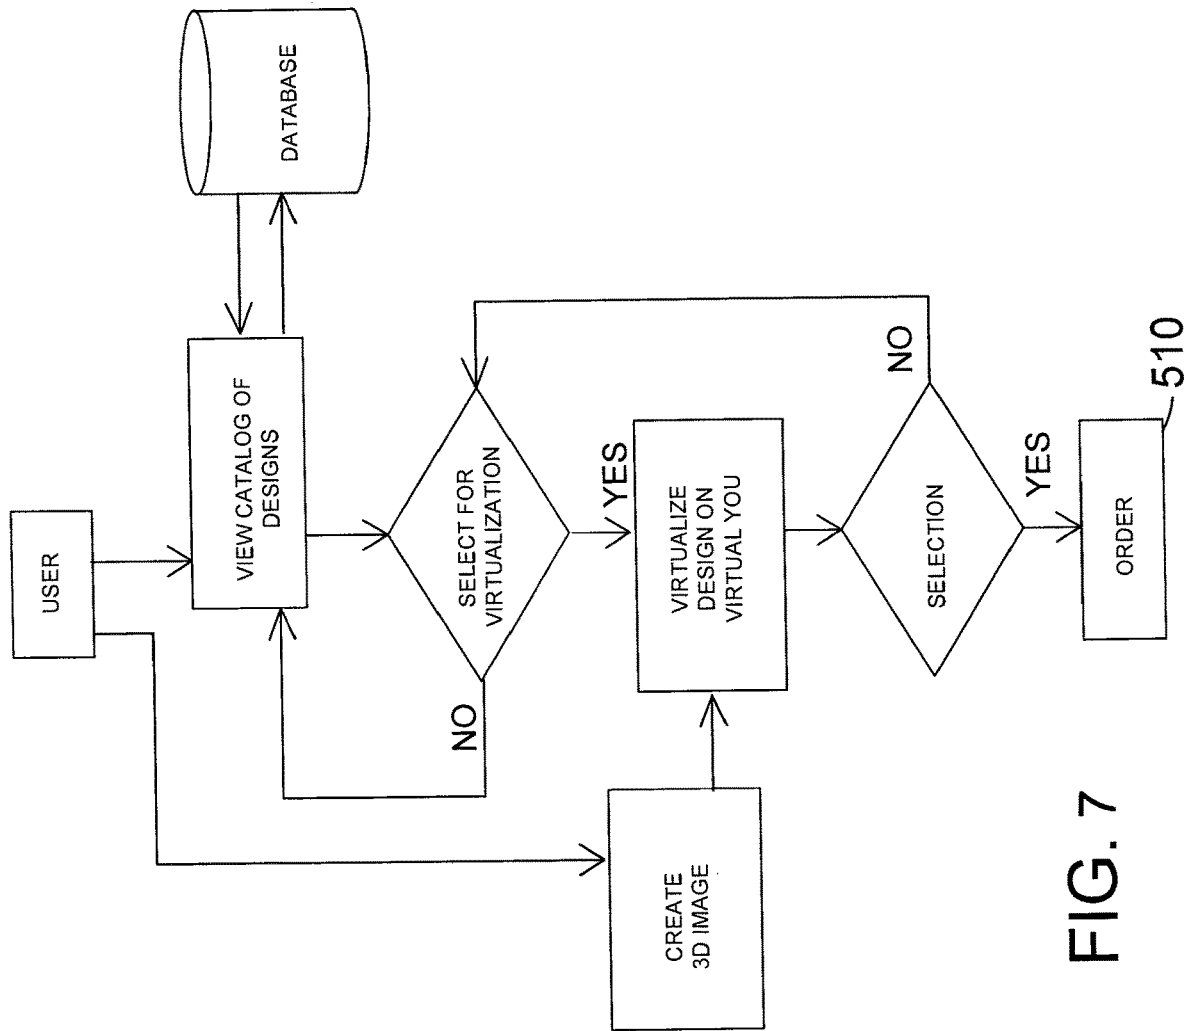 USER
DATABASE
VIEW CATALOG OF
DESIGNS
SELECT FOR
VIRTUALIZATION
NO
YES
CREATE
3D IMAGE
VIRTUALIZE
DESIGN ON
VIRTUAL YOU
SELECTION
NO
YES
ORDER
510
FIG. 7